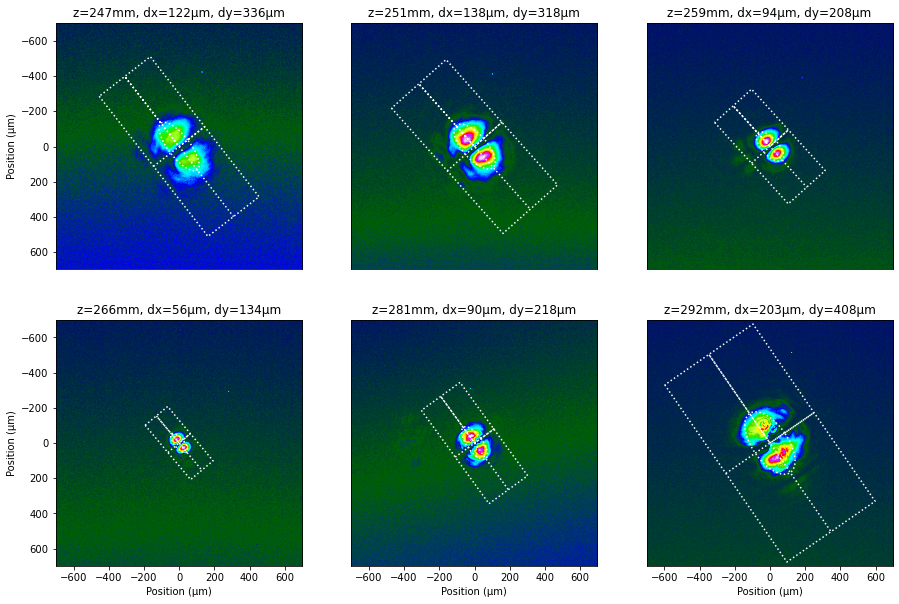 z=247mm, dx=122μm, dy=336μm
z=251mm, dx=138μm, dy=318μm
z=259mm, dx=94μm, dy=208μm
Position (μm)
−600
−400
−200
0
200
400
600
z=266mm, dx=56μm, dy=134μm
z=281mm, dx=90μm, dy=218μm
z=292mm, dx=203μm, dy=408μm
Position (μm)
−600
−400
−200
0
200
400
600
−600 −400 −200 0 200 400 600
−600 −400 −200 0 200 400 600
−600 −400 −200 0 200 400 600
Position (μm)
Position (μm)
Position (μm)